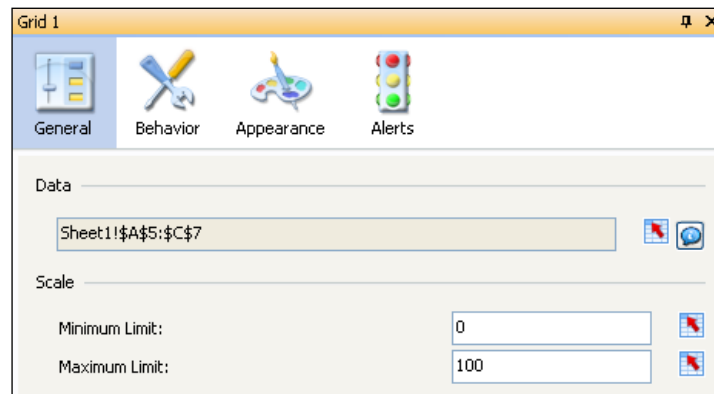 Grid 1
General Behavior Appearance Alerts
Data
Sheet1!$A$5:$C$7
Scale
Minimum Limit: 0
Maximum Limit: 100